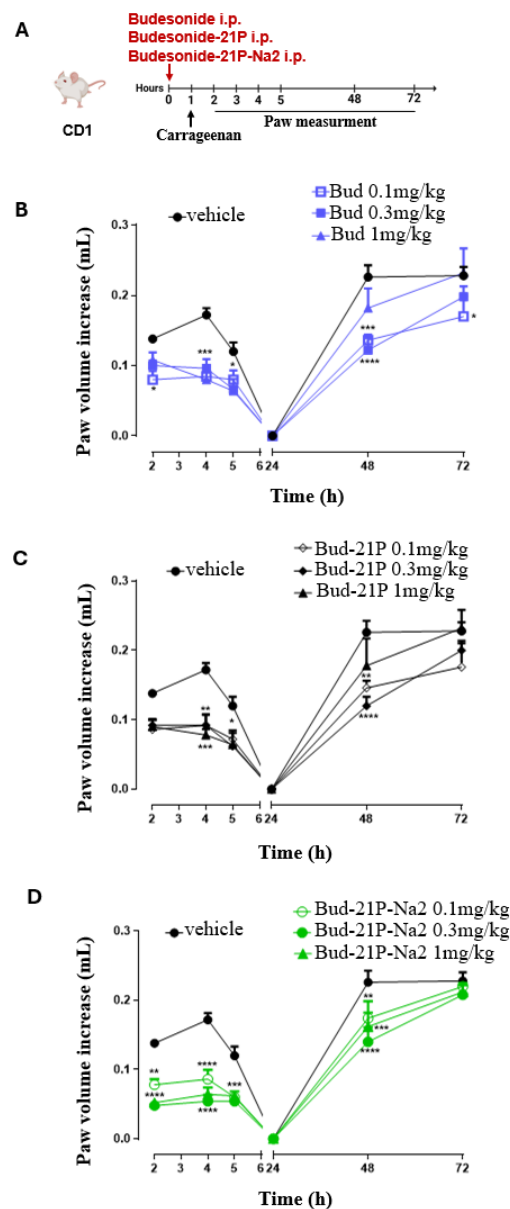 A
Budesonide i.p.
Budesonide-21P i.p.
Budesonide-21P-Na2 i.p.
Hours
0 1 2 3 4 5 48 72
CD1
Carrageenan
Paw measurment
B
vehicle
Bud 0.1mg/kg
Bud 0.3mg/kg
Bud 1mg/kg
Paw volume increase (mL)
0.3
0.2
0.1
0.0
*
***
*
***
****
*
2 3 4 5 6 24 48 72
Time (h)
C
vehicle
Bud-21P 0.1mg/kg
Bud-21P 0.3mg/kg
Bud-21P 1mg/kg
Paw volume increase (mL)
0.3
0.2
0.1
0.0
**
***
*
**
****
2 3 4 5 6 24 48 72
Time (h)
D
vehicle
Bud-21P-Na2 0.1mg/kg
Bud-21P-Na2 0.3mg/kg
Bud-21P-Na2 1mg/kg
Paw volume increase (mL)
0.3
0.2
0.1
0.0
**
****
****
****
***
**
***
****
2 3 4 5 6 24 48 72
Time (h)